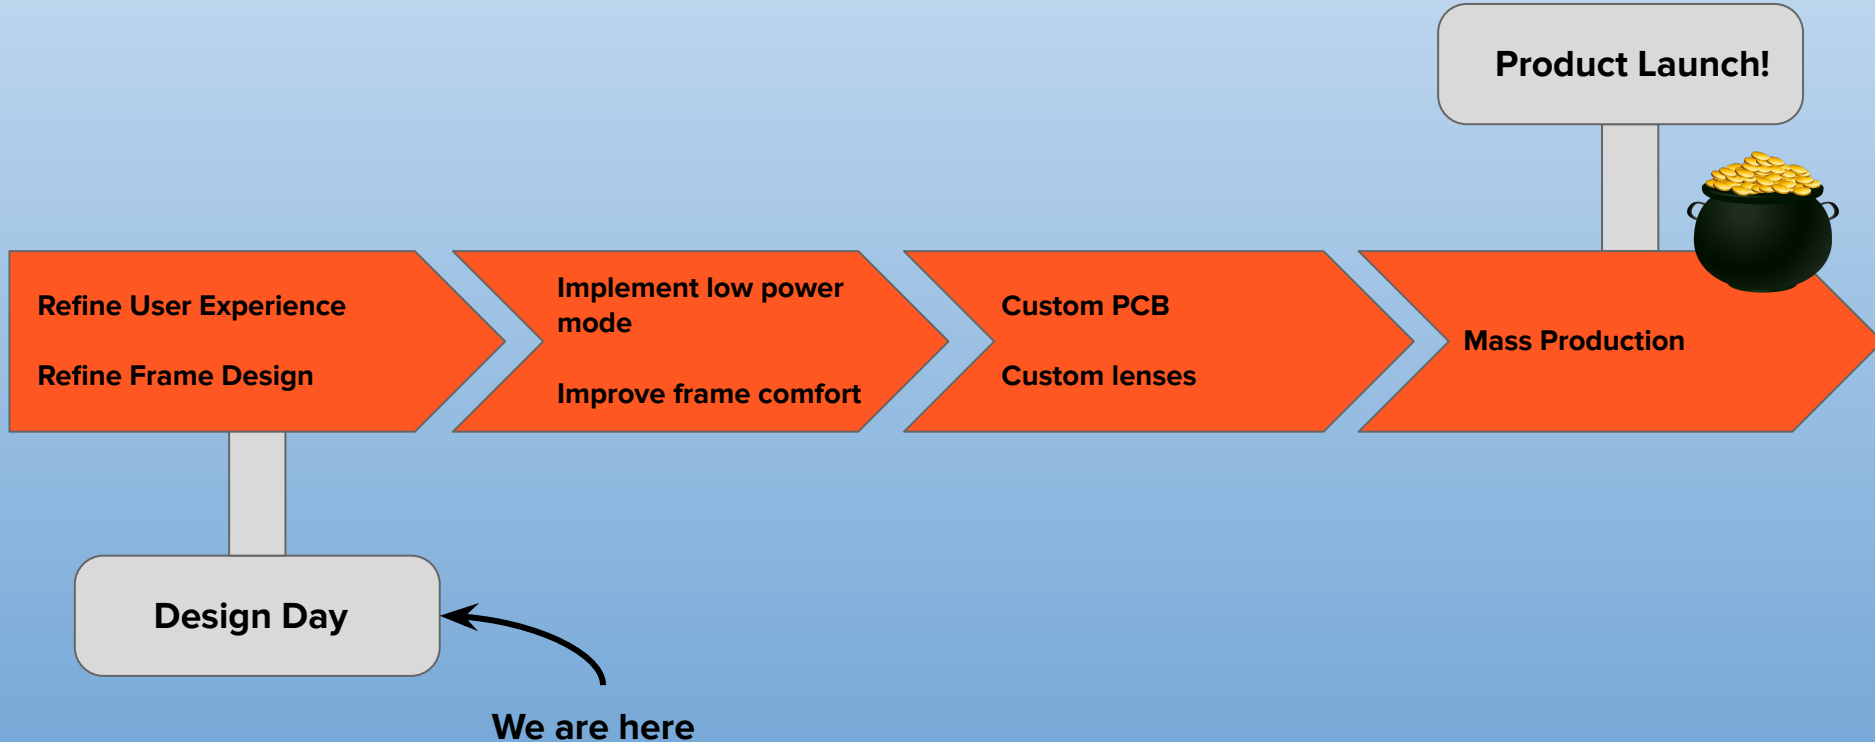 Product Launch!
Refine User Experience
Refine Frame Design
Implement low power
mode
Improve frame comfort
Custom PCB
Custom lenses
Mass Production
Design Day
We are here